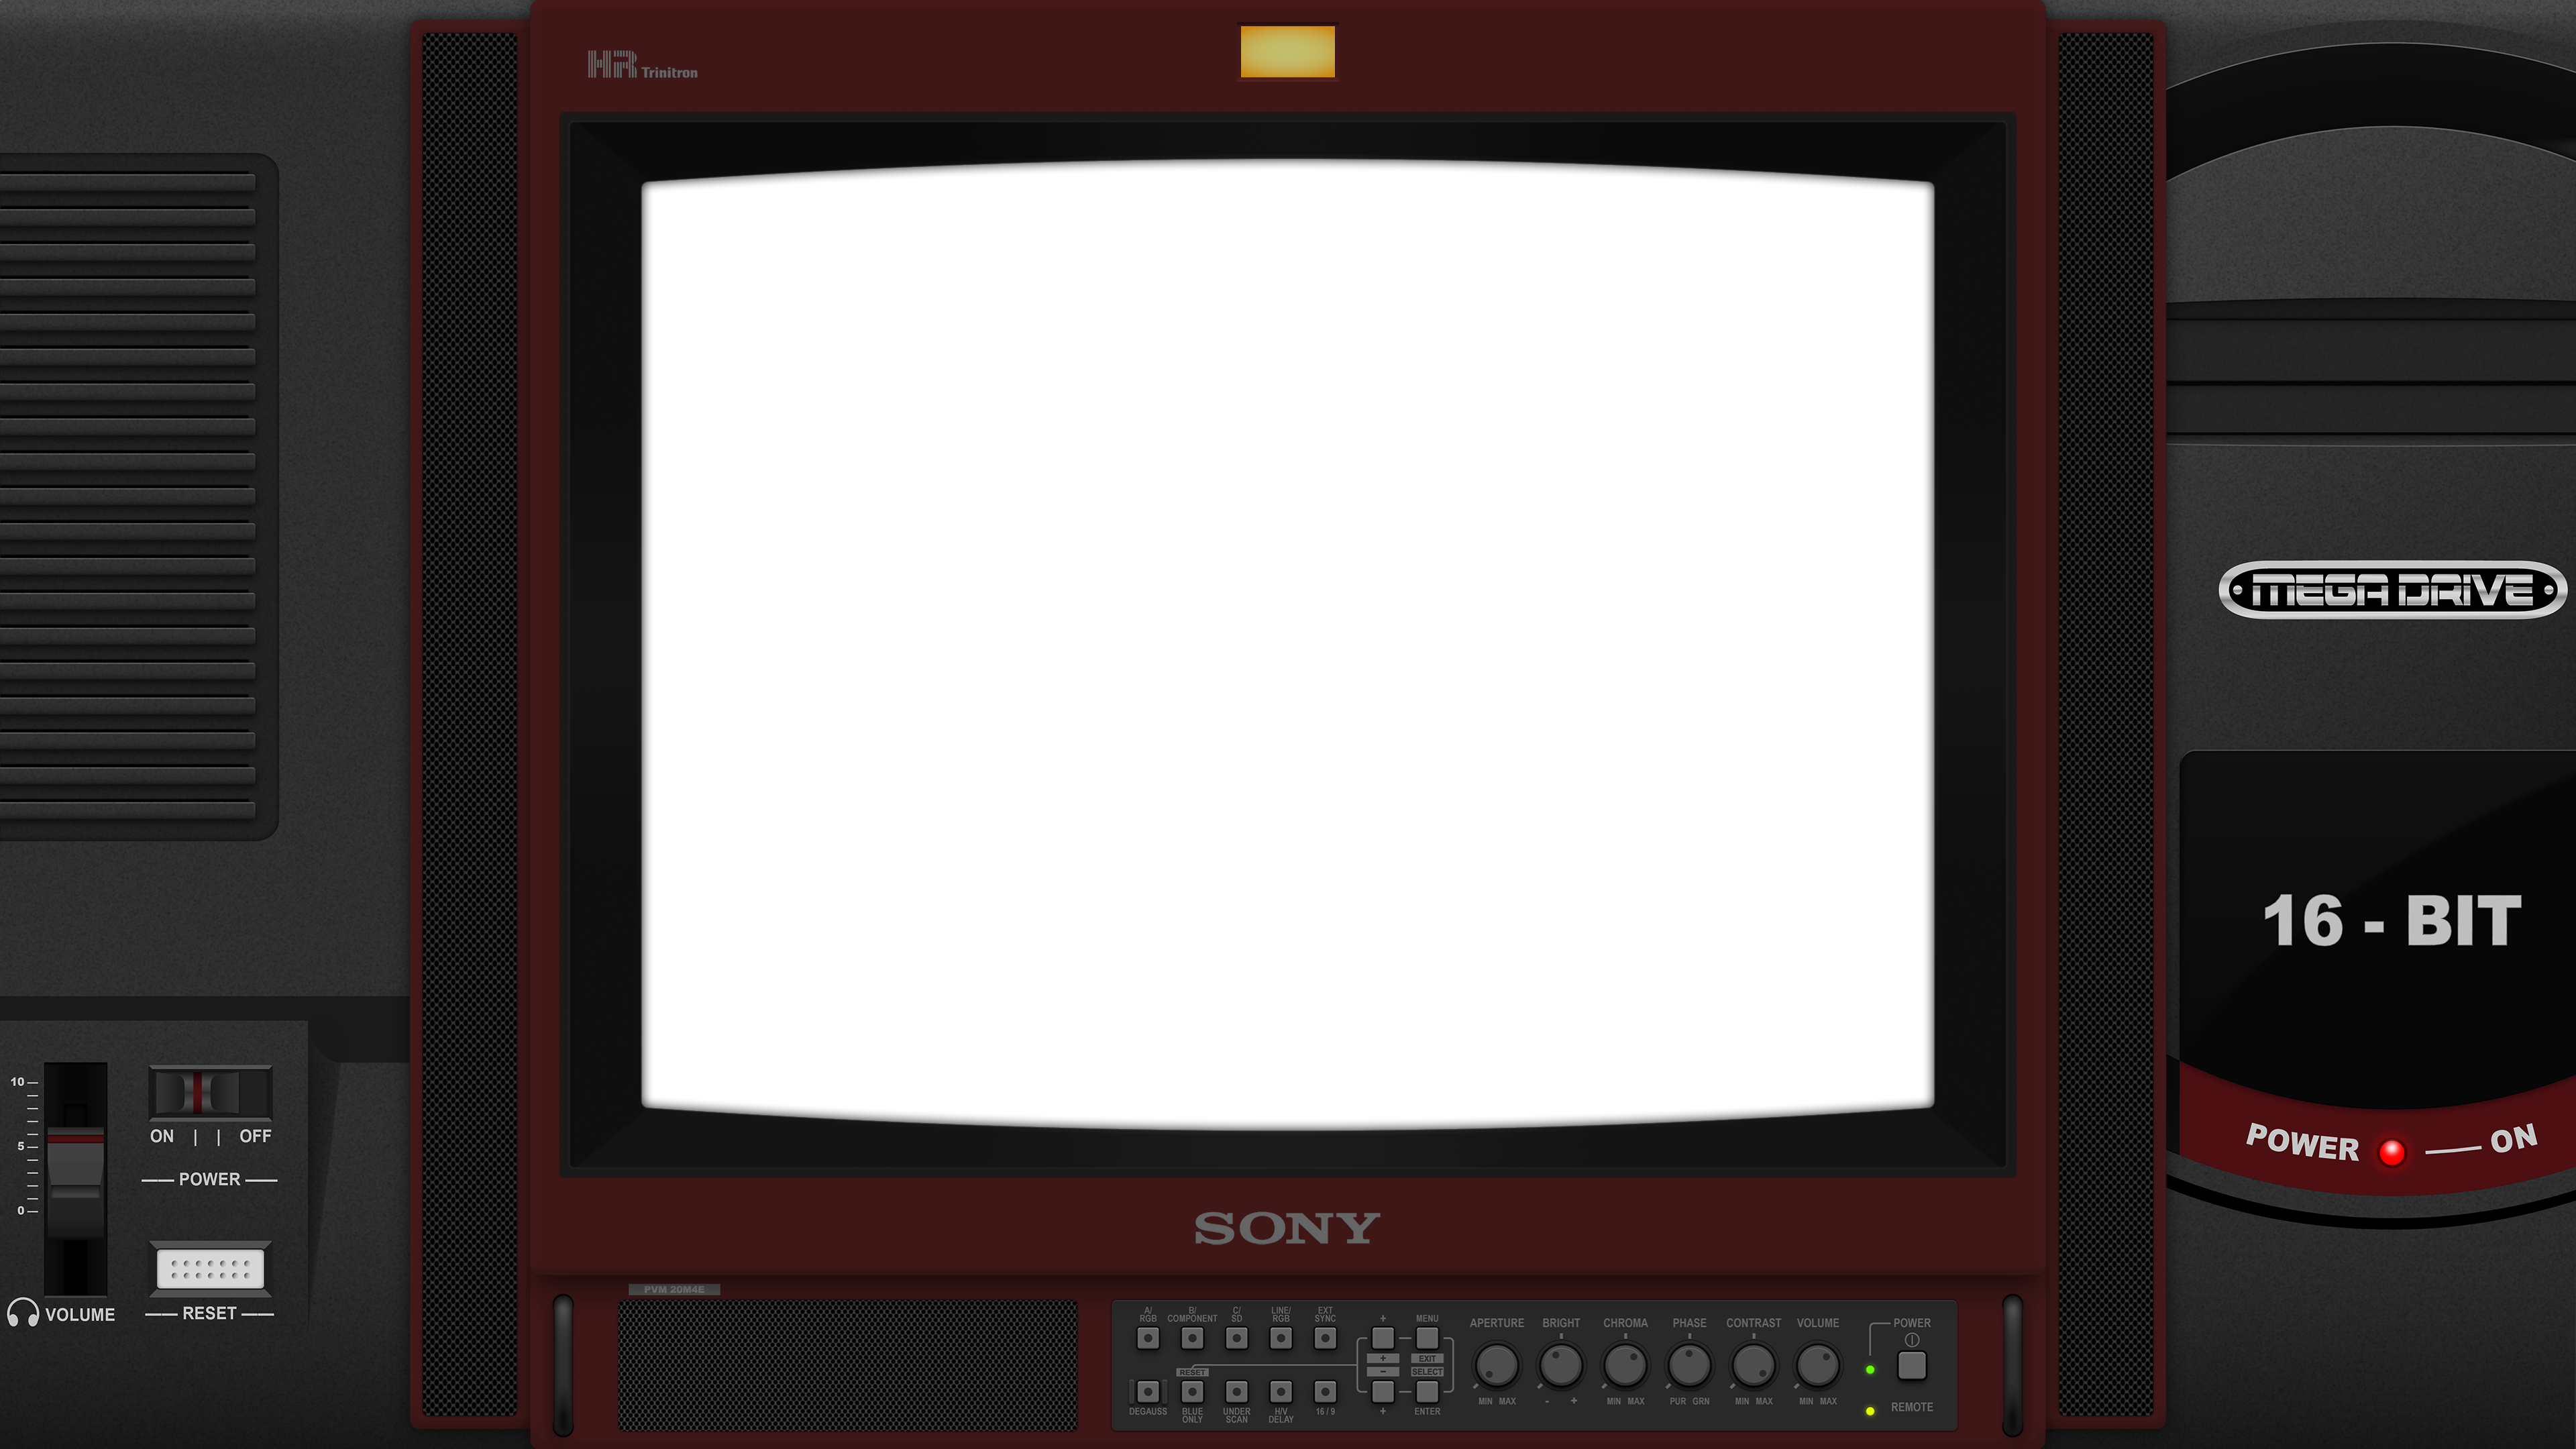 HR Trinitron
MEGA DRIVE
16 - BIT
POWER ON
10
5
0
VOLUME
ON | | OFF
POWER
RESET
SONY
PVM 20M4E
A/ RGB
B/ COMPONENT
C/ SD
LINE/ RGB
EXT SYNC
+
MENU
+
EXIT
RESET
-
SELECT
DEGAUSS
BLUE ONLY
UNDER SCAN
H/V DELAY
16 / 9
+
ENTER
APERTURE
BRIGHT
CHROMA
PHASE
CONTRAST
VOLUME
MIN MAX
- +
MIN MAX
PUR GRN
MIN MAX
MIN MAX
POWER
REMOTE